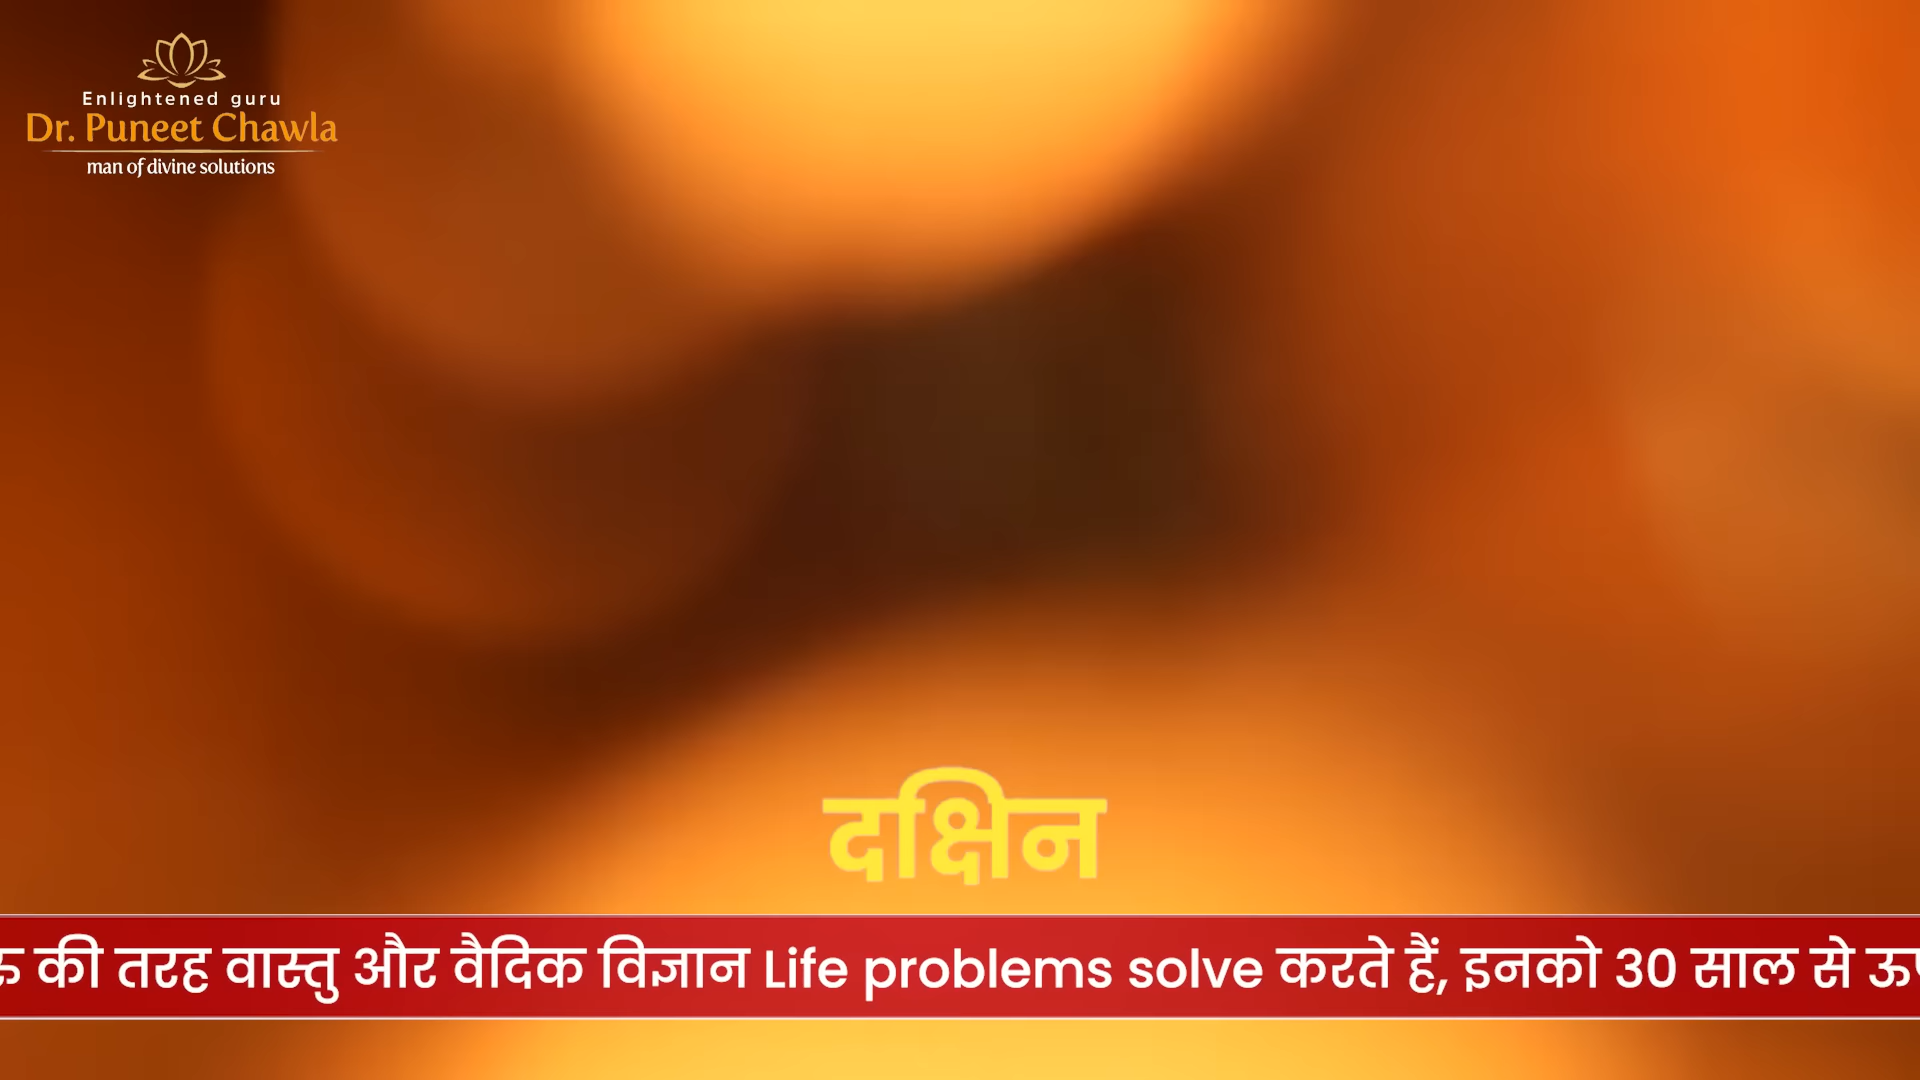 Enlightened guru
Dr. Puneet Chawla
man of divine solutions
दक्षिन
की तरह वास्तु और वैदिक विज्ञान Life problems solve करते हैं, इनको 30 साल से